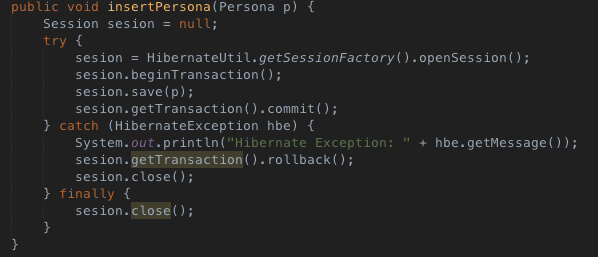 public void insertPersona(Persona p) {
    Session sesion = null;
    try {
        sesion = HibernateUtil.getSessionFactory().openSession();
        sesion.beginTransaction();
        sesion.save(p);
        sesion.getTransaction().commit();
    } catch (HibernateException hbe) {
        System.out.println("Hibernate Exception: " + hbe.getMessage());
        sesion.getTransaction().rollback();
        sesion.close();
    } finally {
        sesion.close();
    }
}